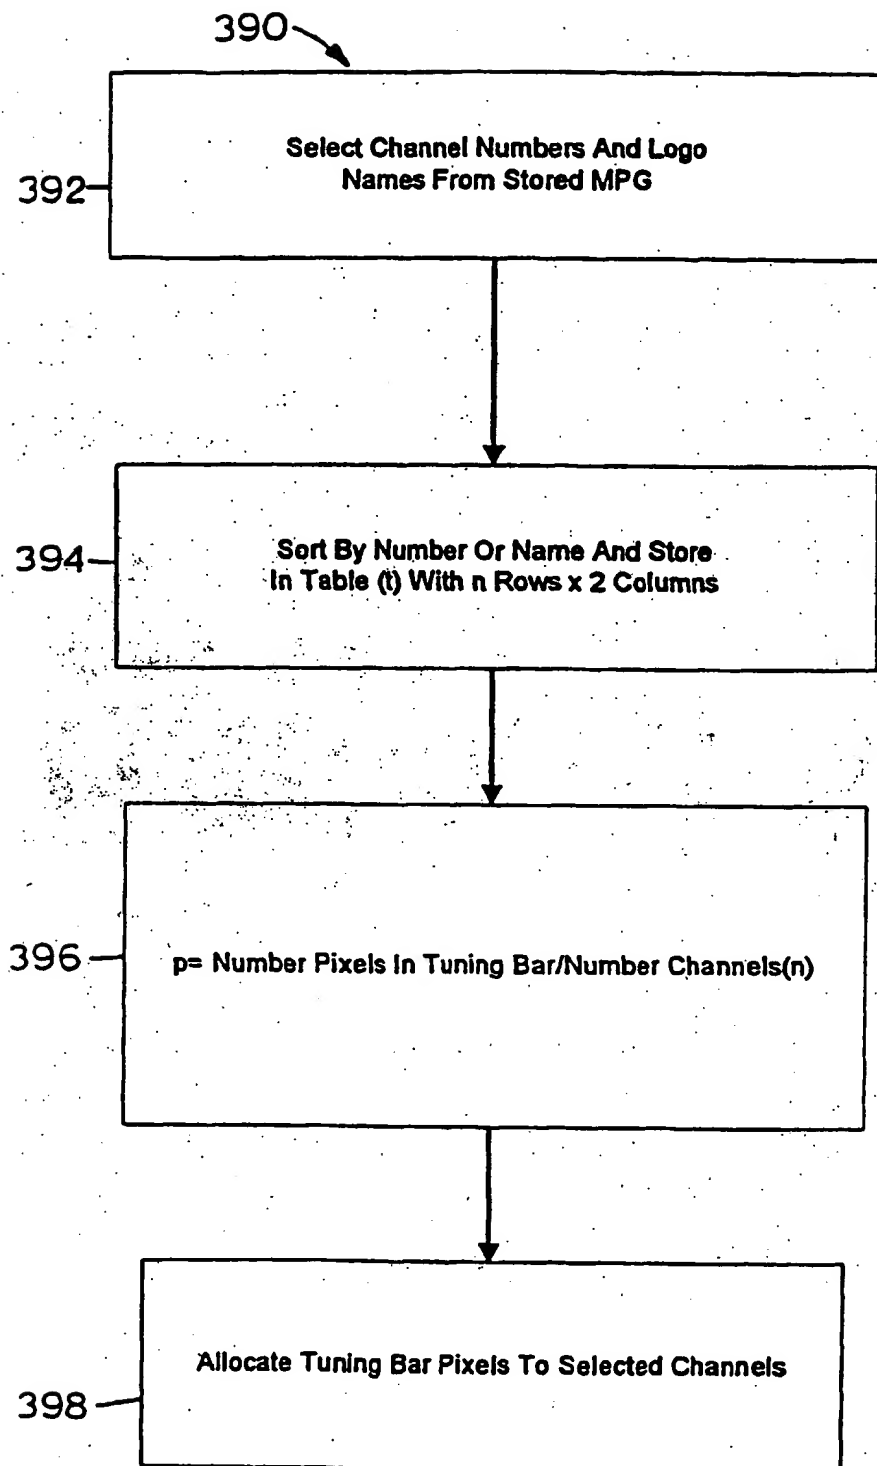 390
Select Channel Numbers And Logo
Names From Stored MPG
392
Sort By Number Or Name And Store
In Table (t) With n Rows x 2 Columns
394
p= Number Pixels In Tuning Bar/Number Channels(n)
396
Allocate Tuning Bar Pixels To Selected Channels
398